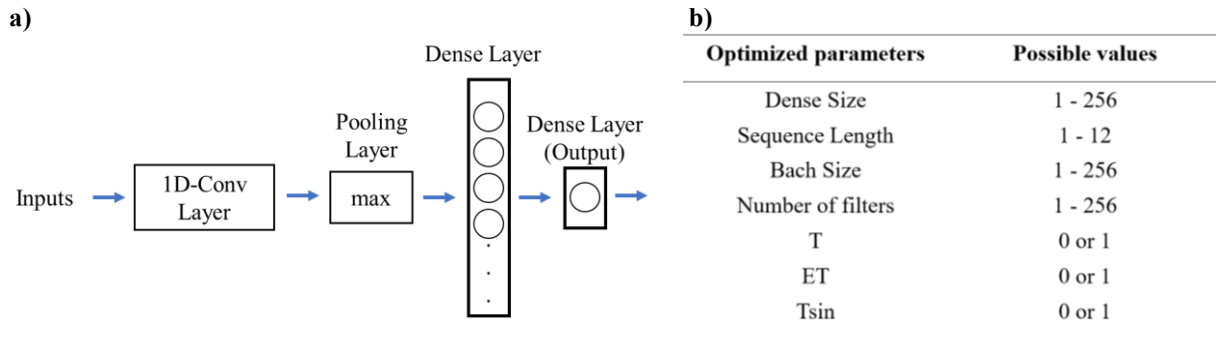 a)
Inputs
1D-Conv
Layer
Pooling
Layer
max
Dense Layer
Dense Layer
(Output)
b)
Optimized parameters Possible values
Dense Size 1 - 256
Sequence Length 1 - 12
Bach Size 1 - 256
Number of filters 1 - 256
T 0 or 1
ET 0 or 1
Tsin 0 or 1